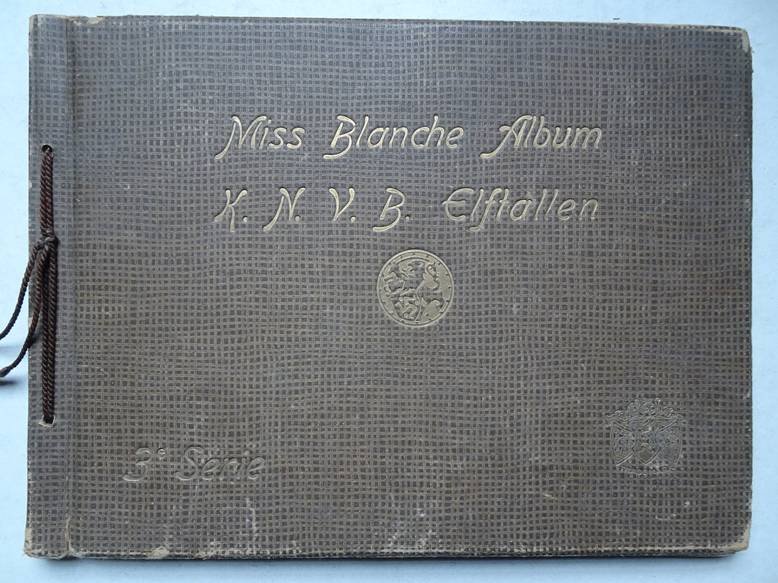 Miss Blanche Album
K. N. V. B. Elftallen
3e Serie